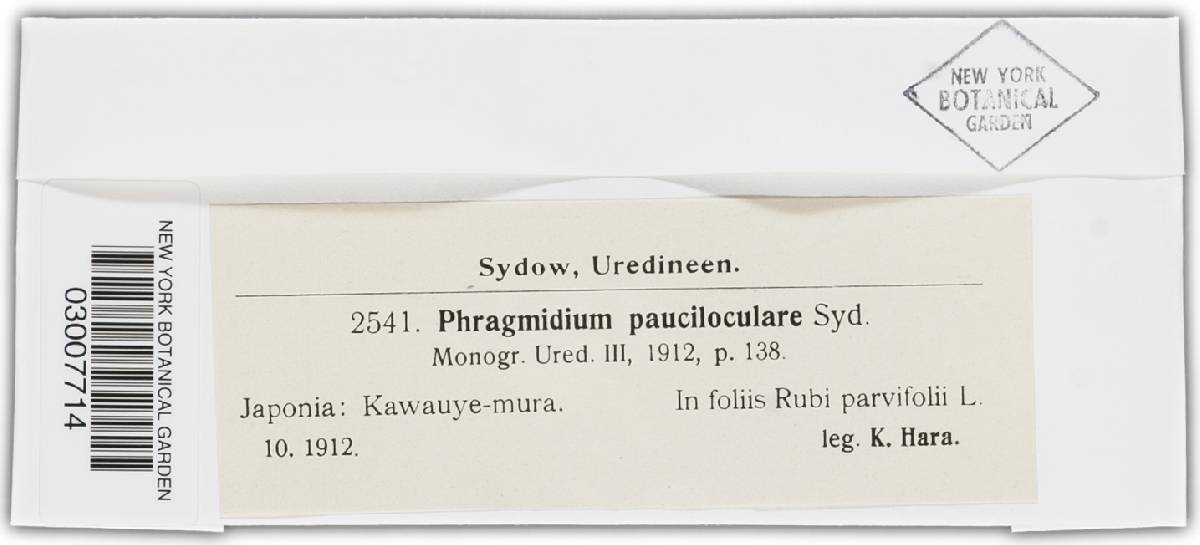 NEW YORK
BOTANICAL
GARDEN
NEW YORK BOTANICAL GARDEN
03007714
Sydow, Uredineen.
2541. Phragmidium pauciloculare Syd.
Monogr. Ured. III, 1912, p. 138.
Japonia: Kawauye-mura. In foliis Rubi parvifolii L.
10. 1912. leg. K. Hara.